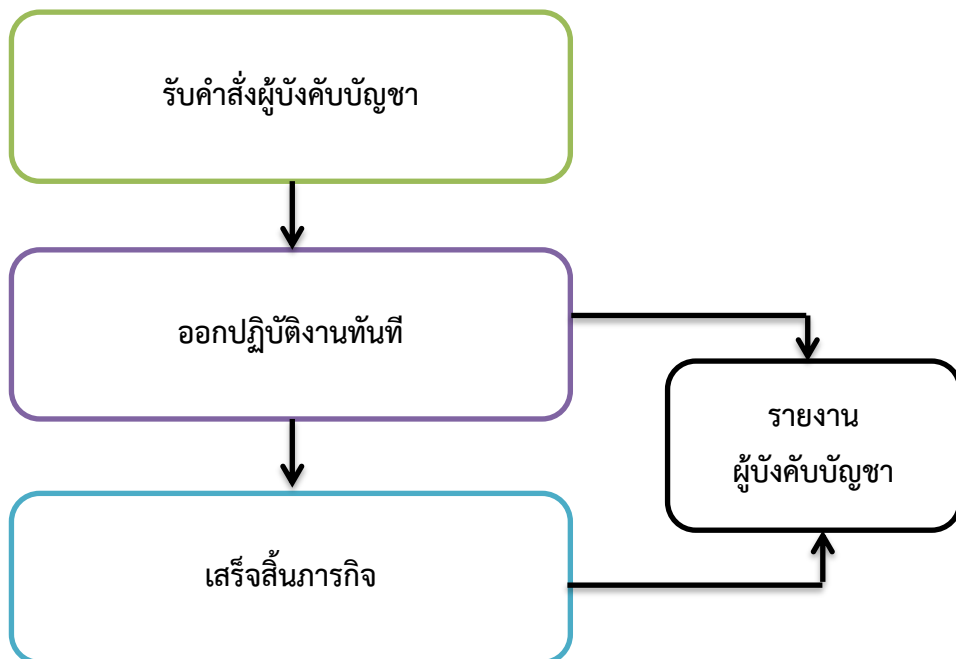 รับคำสั่งผู้บังคับบัญชา
ออกปฏิบัติงานทันที
รายงาน
ผู้บังคับบัญชา
เสร็จสิ้นภารกิจ